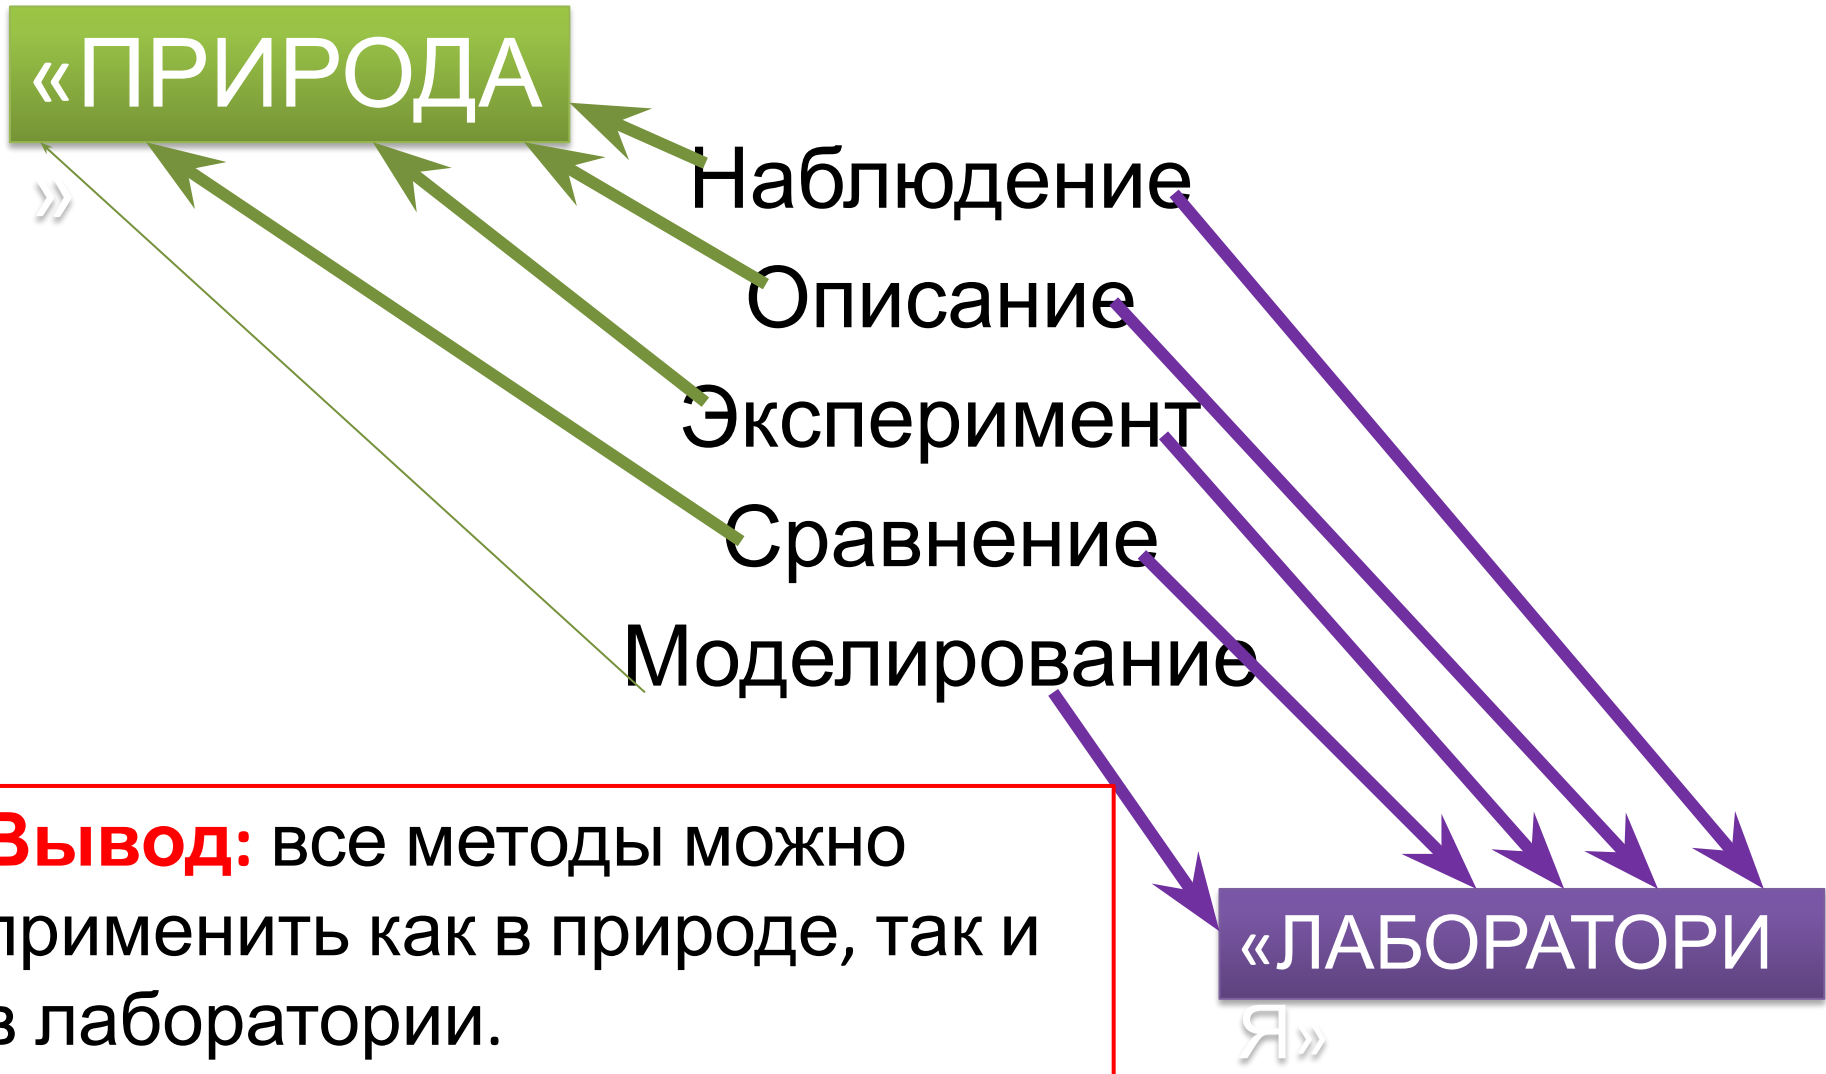 «ПРИРОДА
»
Наблюдение
Описание
Эксперимент
Сравнение
Моделирование
Вывод: все методы можно
применить как в природе, так и
в лаборатории.
«ЛАБОРАТОРИ
Я»